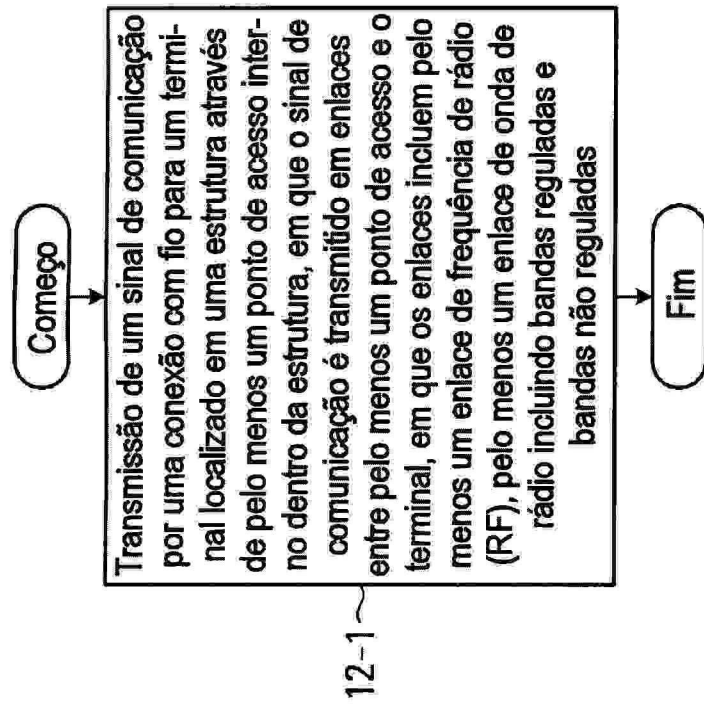 Começo
Transmissão de um sinal de comunicação
por uma conexão com fio para um termi-
nal localizado em uma estrutura através
de pelo menos um ponto de acesso inter-
no dentro da estrutura, em que o sinal de
comunicação é transmitido em enlaces
entre pelo menos um ponto de acesso e o
terminal, em que os enlaces incluem pelo
menos um enlace de frequência de rádio
(RF), pelo menos um enlace de onda de
rádio incluindo bandas reguladas e
bandas não reguladas
12-1
Fim